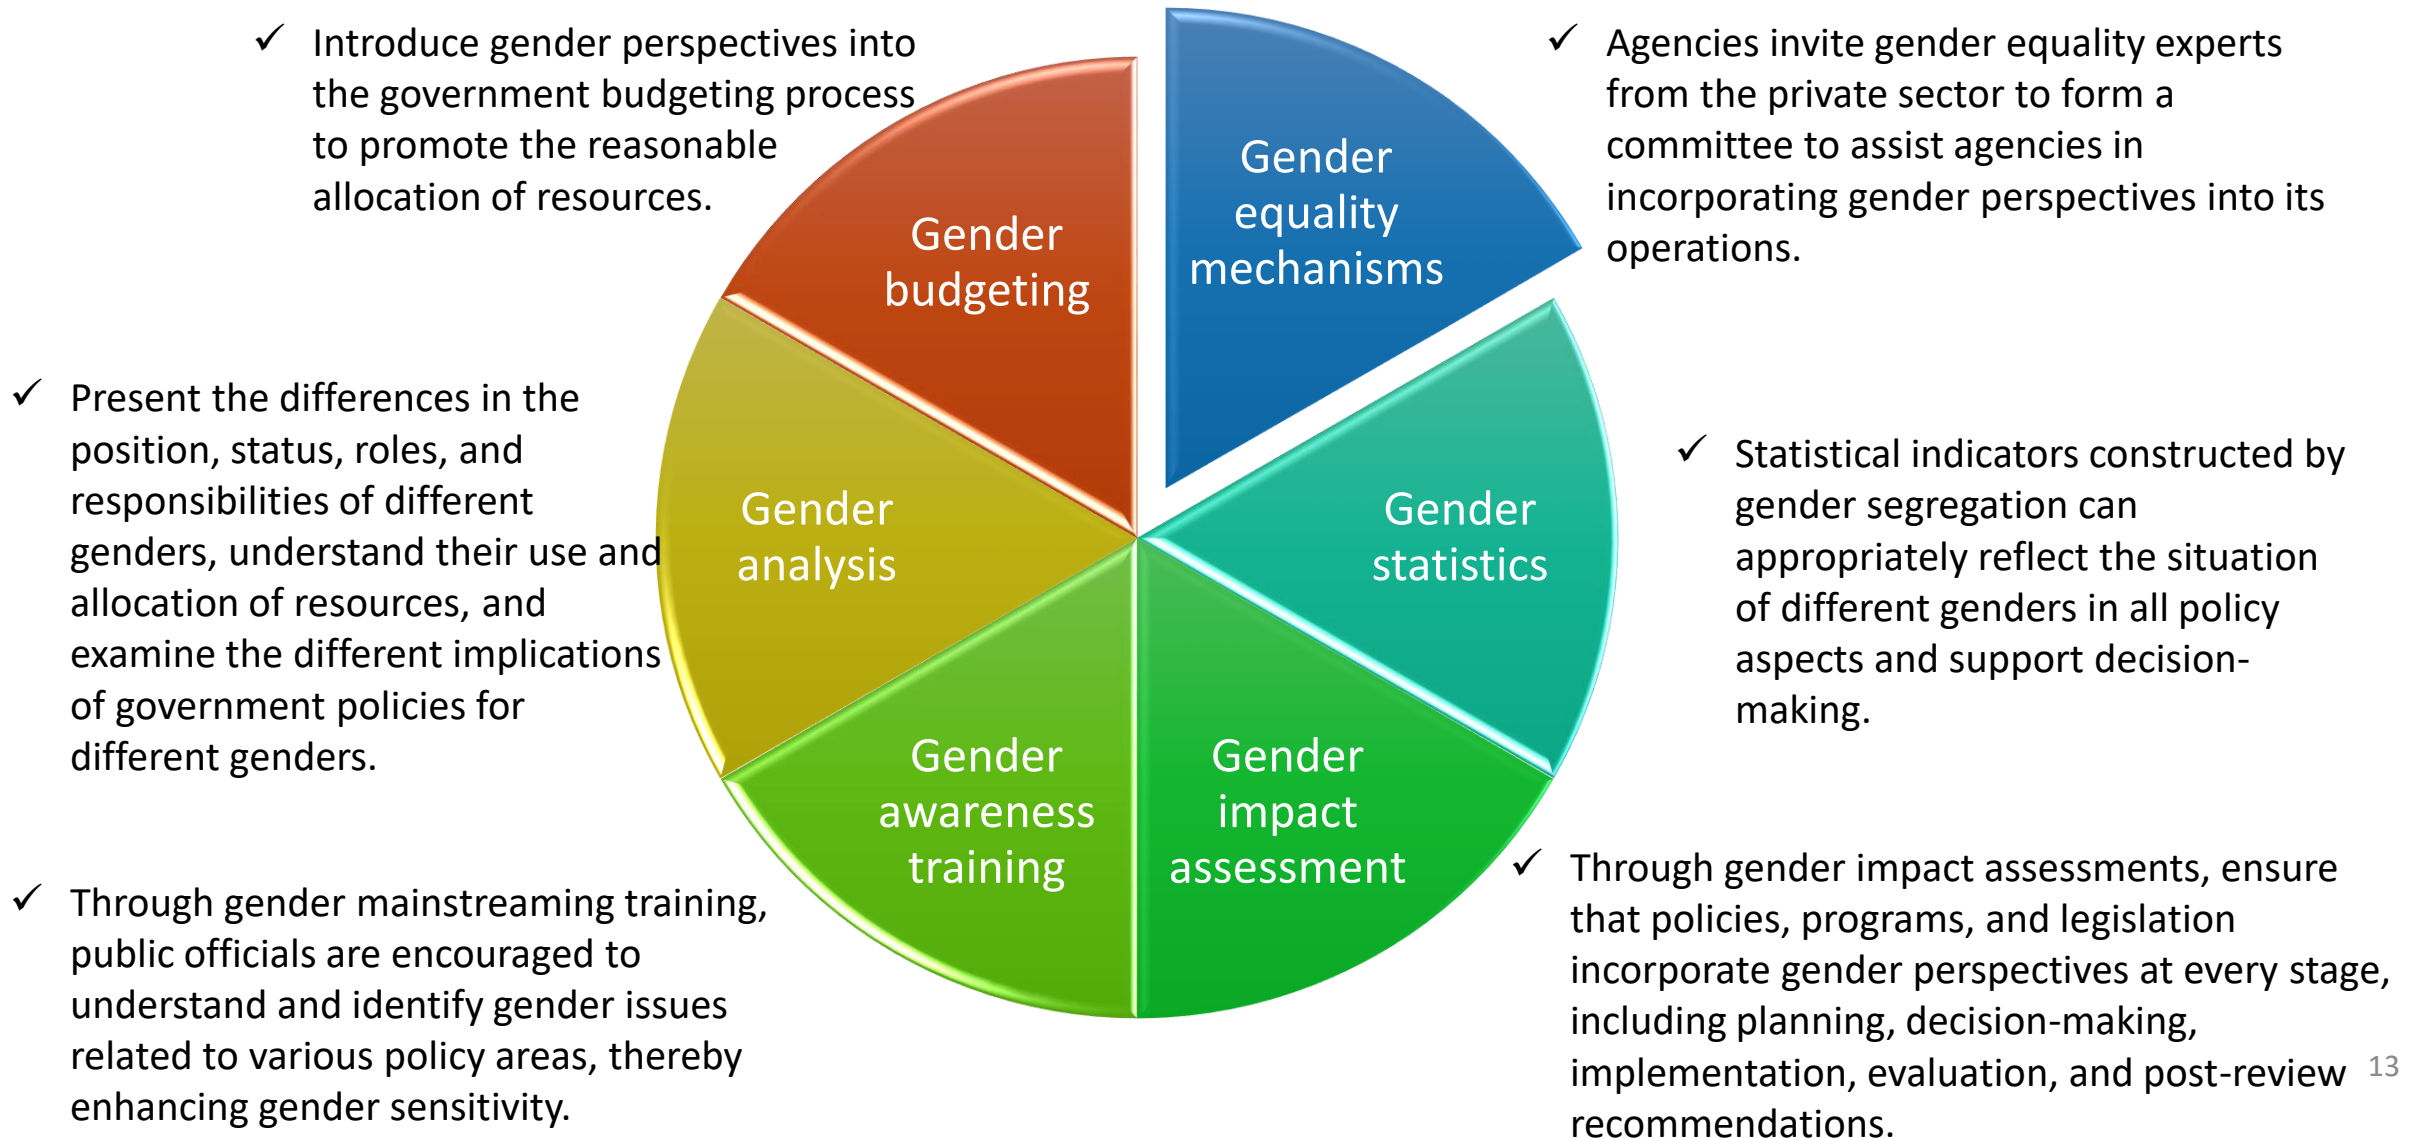 ✓ Introduce gender perspectives into
the government budgeting process
to promote the reasonable
allocation of resources.
Gender
budgeting
Gender
equality
mechanisms
✓ Agencies invite gender equality experts
from the private sector to form a
committee to assist agencies in
incorporating gender perspectives into its
operations.
✓ Present the differences in the
position, status, roles, and
responsibilities of different
genders, understand their use and
allocation of resources, and
examine the different implications
of government policies for
different genders.
Gender
analysis
Gender
statistics
✓ Statistical indicators constructed by
gender segregation can
appropriately reflect the situation
of different genders in all policy
aspects and support decision-
making.
✓ Through gender mainstreaming training,
public officials are encouraged to
understand and identify gender issues
related to various policy areas, thereby
enhancing gender sensitivity.
Gender
awareness
training
Gender
impact
assessment
✓ Through gender impact assessments, ensure
that policies, programs, and legislation
incorporate gender perspectives at every stage,
including planning, decision-making,
implementation, evaluation, and post-review
recommendations.
13